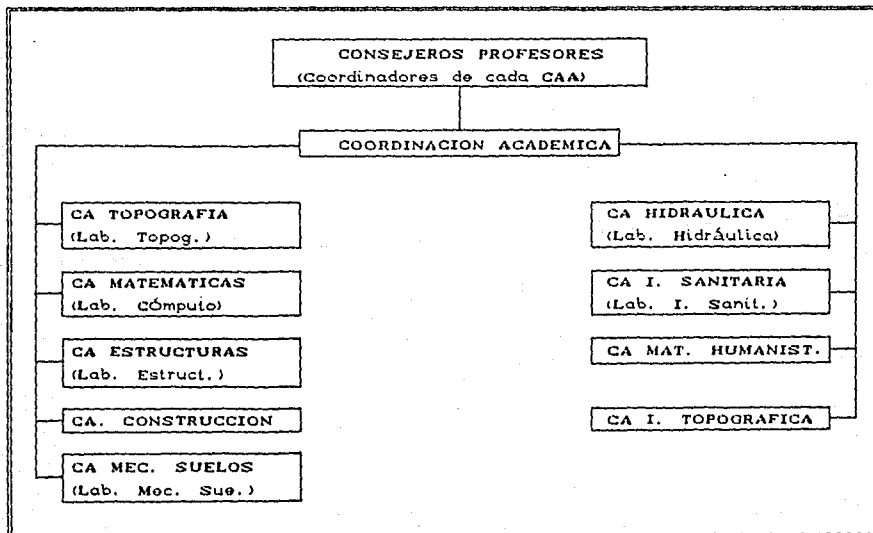 CONSEJEROS PROFESORES
(Coordinadores de cada CAA)
COORDINACION ACADEMICA
CA TOPOGRAFIA
(Lab. Topog.)
CA MATEMATICAS
(Lab. CÓmputo)
CA ESTRUCTURAS
(Lab. Estruct.)
CA. CONSTRUCCION
CA MEC. SUELOS
(Lab. Mec. Sue.)
CA HIDRAULICA
(Lab. HidrÁulica)
CA I. SANITARIA
(Lab. I. Sanit.)
CA MAT. HUMANIST.
CA I. TOPOGRAFICA